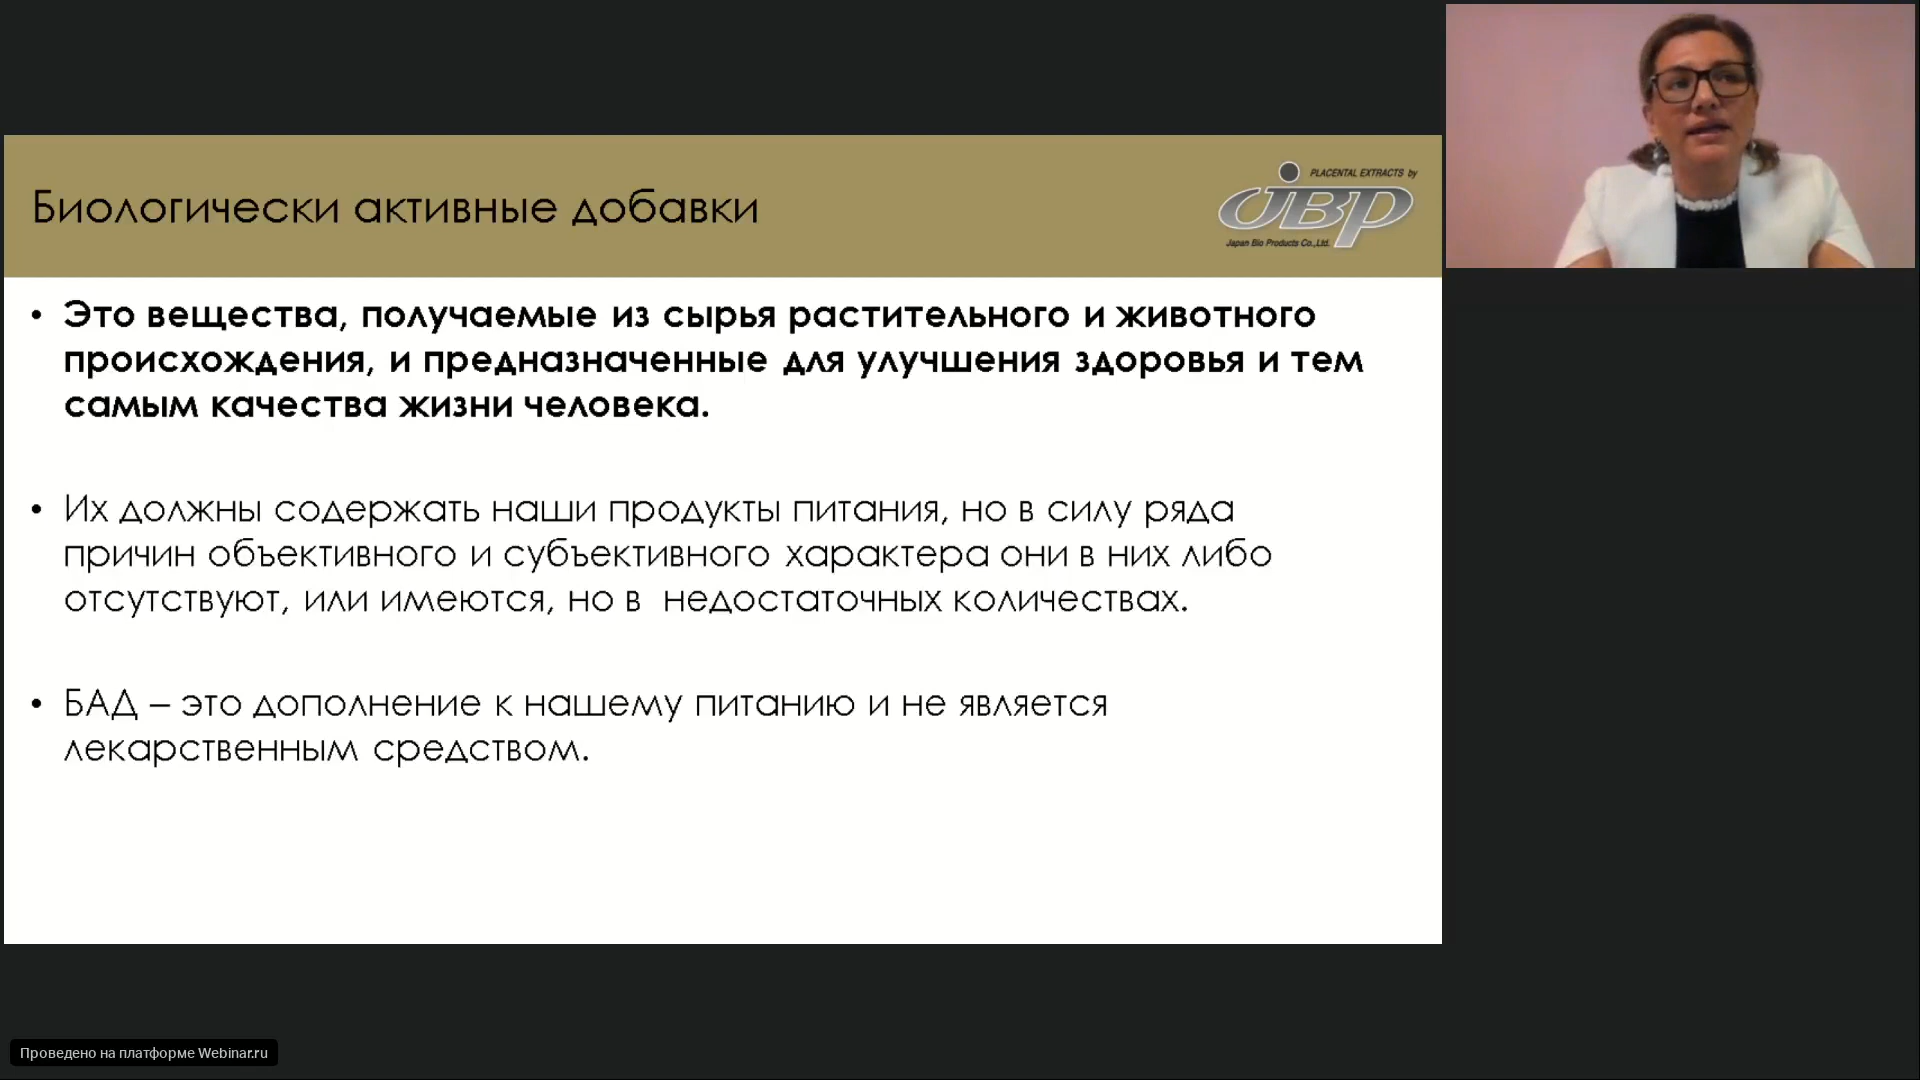 Биологически активные добавки
PLACENTAL EXTRACTS by
JBP
Japan Bio Products Co.,Ltd.
• Это вещества, получаемые из сырья растительного и животного
происхождения, и предназначенные для улучшения здоровья и тем
самым качества жизни человека.
• Их должны содержать наши продукты питания, но в силу ряда
причин объективного и субъективного характера они в них либо
отсутствуют, или имеются, но в недостаточных количествах.
• БАД – это дополнение к нашему питанию и не является
лекарственным средством.
Проведено на платформе Webinar.ru